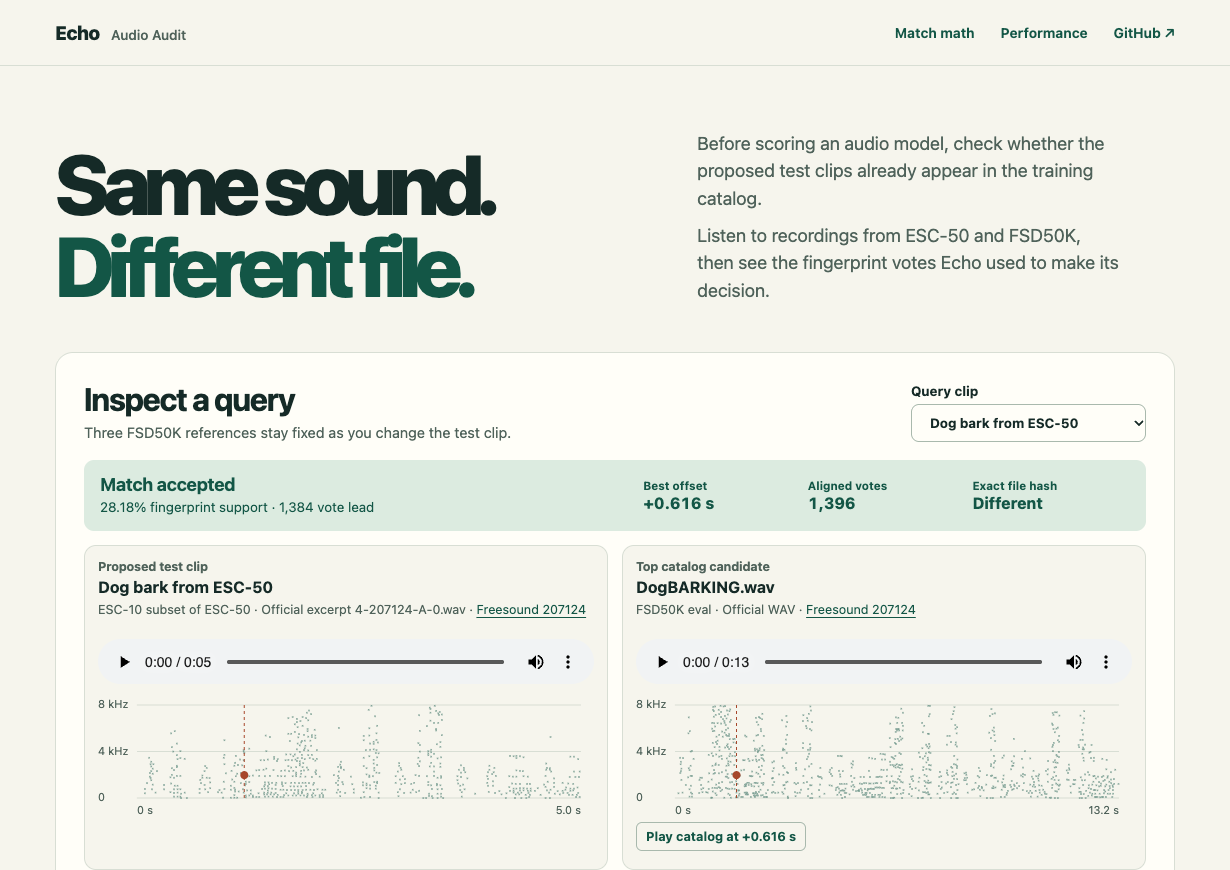 Echo Audio Audit
Match math Performance GitHub ↗
Same sound.
Different file.
Before scoring an audio model, check whether the
proposed test clips already appear in the training
catalog.
Listen to recordings from ESC-50 and FSD50K,
then see the fingerprint votes Echo used to make its
decision.
Inspect a query
Three FSD50K references stay fixed as you change the test clip.
Query clip
Dog bark from ESC-50
Match accepted
28.18% fingerprint support · 1,384 vote lead
Best offset
+0.616 s
Aligned votes
1,396
Exact file hash
Different
Proposed test clip
Dog bark from ESC-50
ESC-10 subset of ESC-50 · Official excerpt 4-207124-A-0.wav · Freesound 207124
0:00 / 0:05
8 kHz
4 kHz
0
0 s 5.0 s
Top catalog candidate
DogBARKING.wav
FSD50K eval · Official WAV · Freesound 207124
0:00 / 0:13
8 kHz
4 kHz
0
0 s 13.2 s
Play catalog at +0.616 s